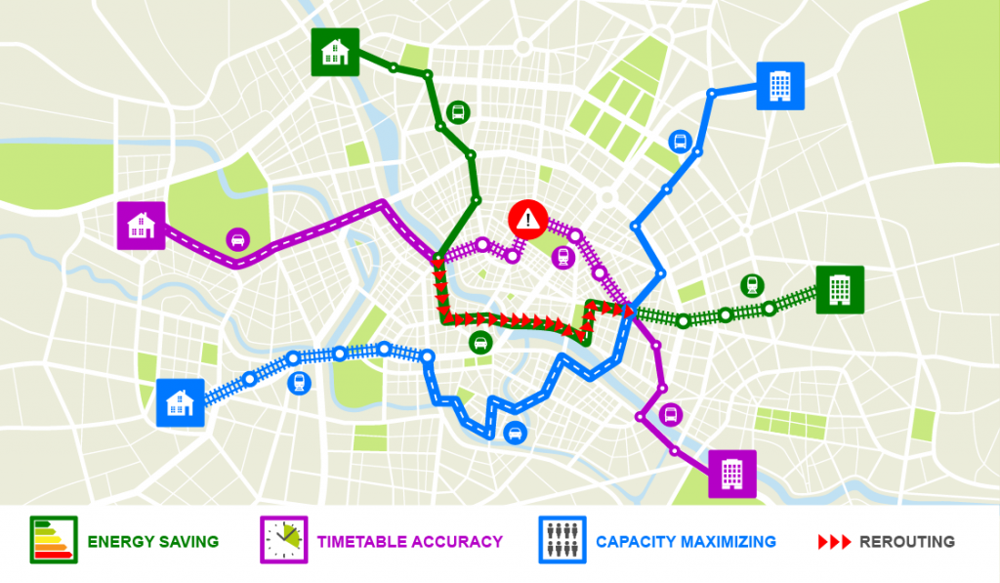 ENERGY SAVING
TIMETABLE ACCURACY
CAPACITY MAXIMIZING
REROUTING